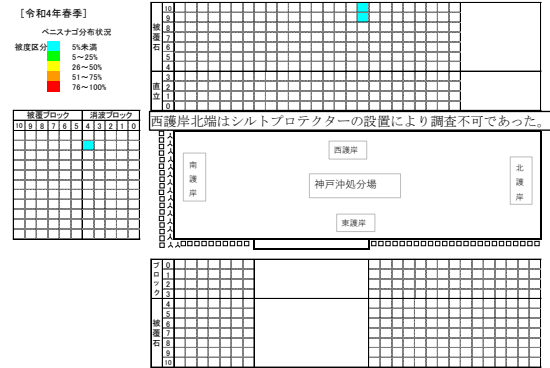 [令和4年春季]
ベニスナゴ分布状況
被度区分
5%未満
5～25%
26～50%
51～75%
76～100%
被覆石
10
9
8
7
6
5
4
直立
3
2
1
0
被覆ブロック 消波ブロック
10 9 8 7 6 5 4 3 2 1 0
西護岸北端はシルトプロテクターの設置により調査不可であった。
西護岸
南護岸
神戸沖処分場
北護岸
東護岸
ブロック
0
1
2
3
被覆石
4
5
6
7
8
9
10